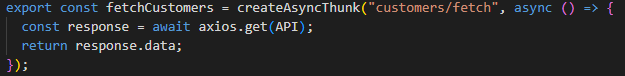 export const fetchCustomers = createAsyncThunk("customers/fetch", async () => {
  const response = await axios.get(API);
  return response.data;
});